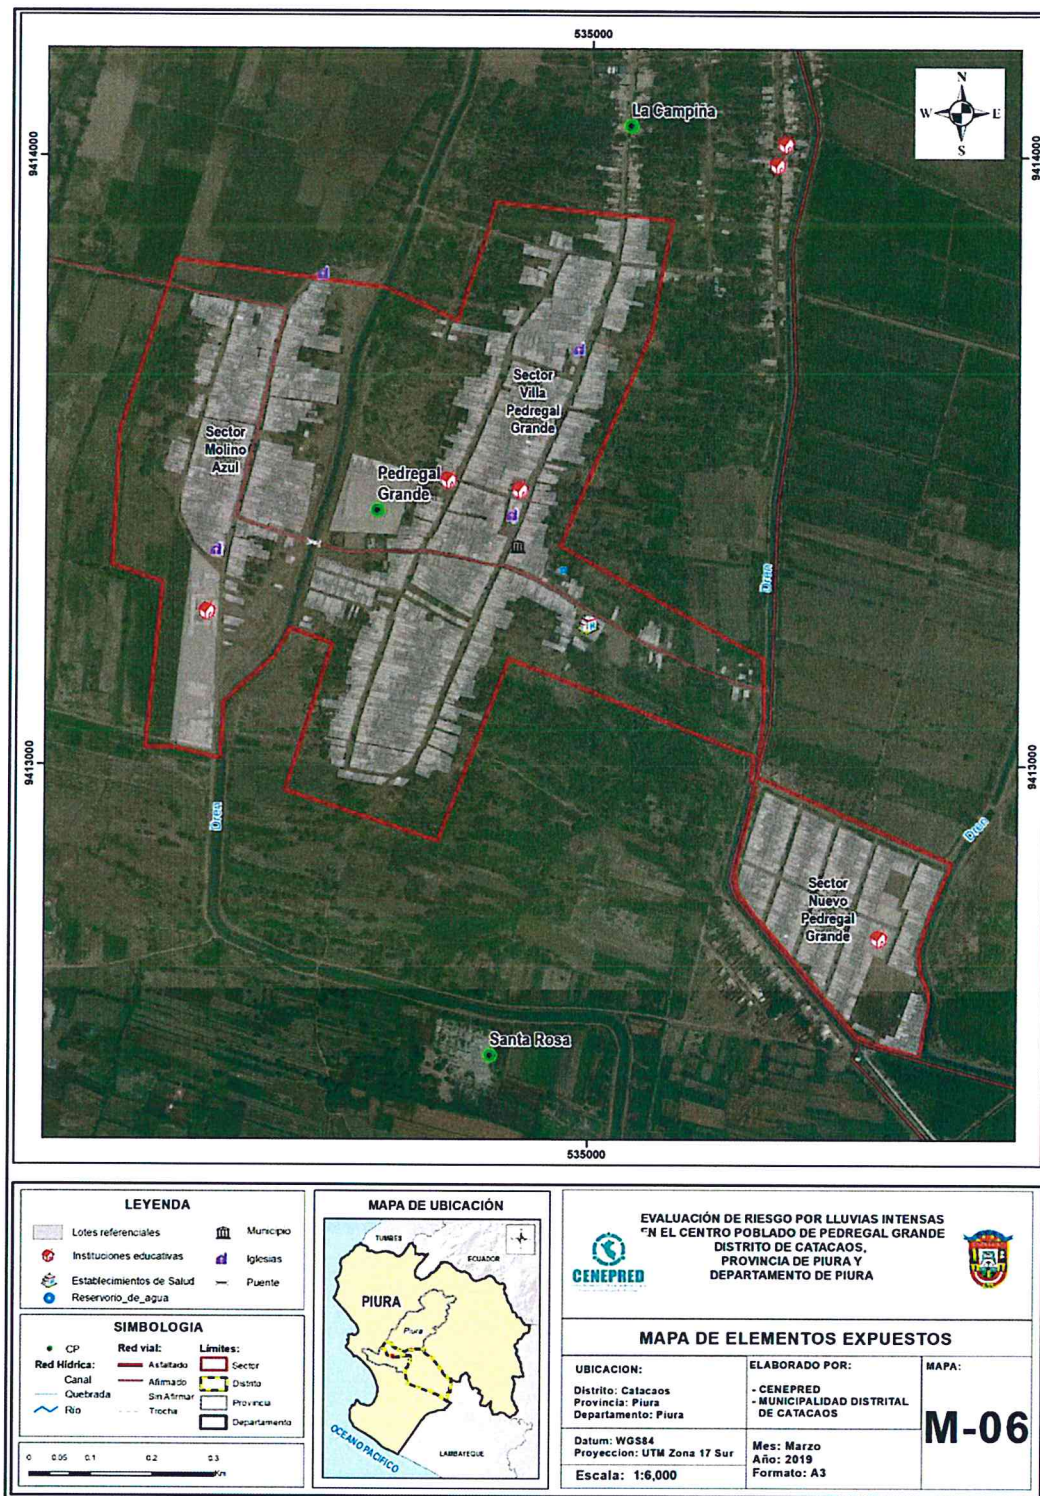 535000
N
W E
S
La Campiña
9414000
9414000
Sector
Villa
Pedregal
Grande
Sector
Molino
Azul
Pedregal
Grande
Dren
9413000
9413000
Dren
Dren
Sector
Nuevo
Pedregal
Grande
Santa Rosa
535000
LEYENDA
Lotes referenciales
Municipio
Instituciones educativas
Iglesias
Establecimientos de Salud
Puente
Reservorio_de_agua
SIMBOLOGIA
CP
Red Hídrica:
Canal
Quebrada
Río
Red vial:
Asfaltado
Afirmado
Sin Afirmar
Trocha
Límites:
Sector
Distrito
Provincia
Departamento
0 0.05 0.1 0.2 0.3
Km
MAPA DE UBICACIÓN
TUMBES
ECUADOR
PIURA
Piura
OCEANO PACIFICO
LAMBAYEQUE
CENEPRED
EVALUACIÓN DE RIESGO POR LLUVIAS INTENSAS
EN EL CENTRO POBLADO DE PEDREGAL GRANDE
DISTRITO DE CATACAOS,
PROVINCIA DE PIURA Y
DEPARTAMENTO DE PIURA
MAPA DE ELEMENTOS EXPUESTOS
UBICACION:
Distrito: Catacaos
Provincia: Piura
Departamento: Piura
ELABORADO POR:
- CENEPRED
- MUNICIPALIDAD DISTRITAL
DE CATACAOS
MAPA:
M-06
Datum: WGS84
Proyeccion: UTM Zona 17 Sur
Escala: 1:6,000
Mes: Marzo
Año: 2019
Formato: A3